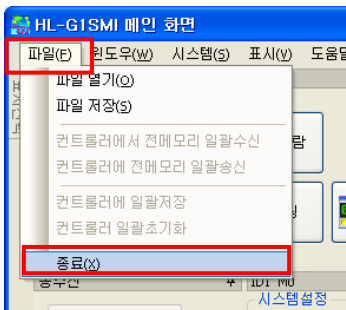 HL-G1SMI 메인 화면
파일(F) 윈도우(W) 시스템(S) 표시(V) 도움말
파일 열기(O)
파일 저장(S)
컨트롤러에서 전메모리 일괄수신
컨트롤러에 전메모리 일괄송신
람
컨트롤러에 일괄저장
컨트롤러 일괄초기화
종료(X)
시스템설정